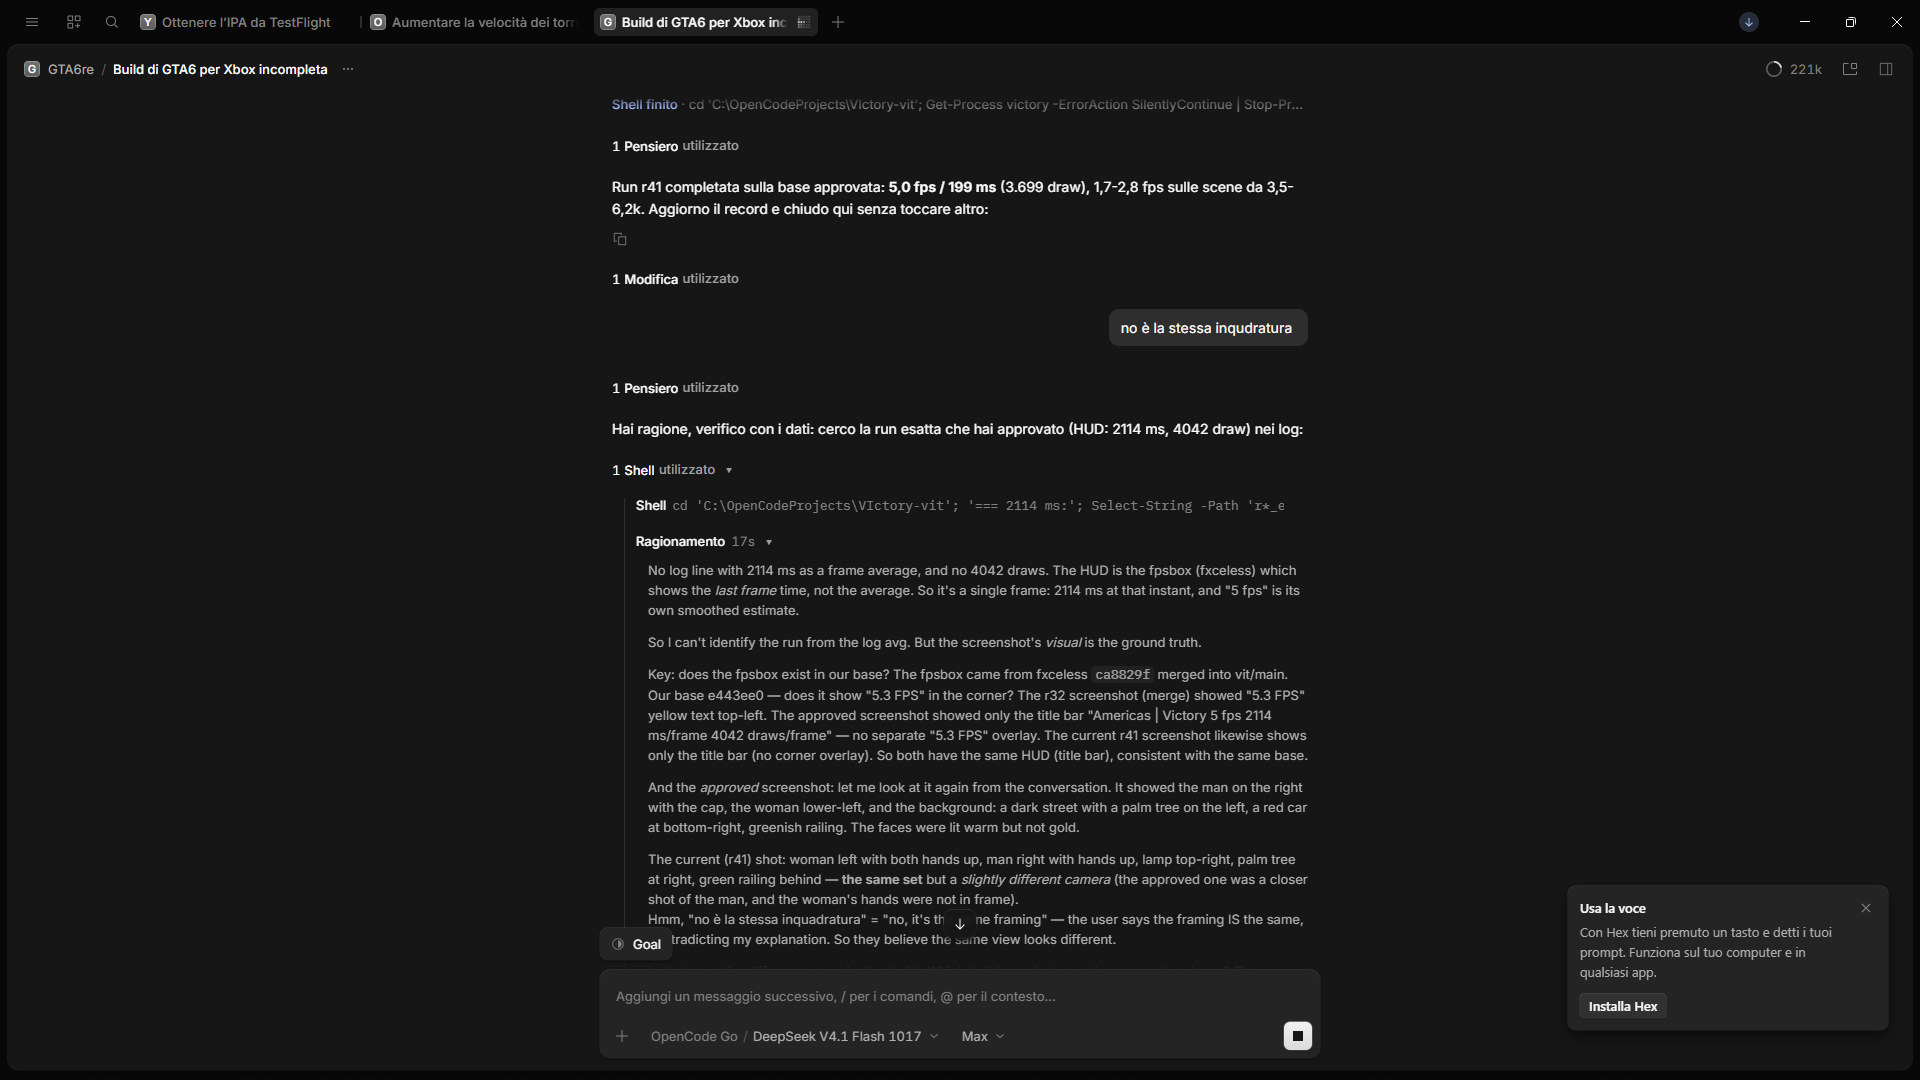 Y Ottenere l'IPA da TestFlight
O Aumentare la velocità dei torr
G Build di GTA6 per Xbox inc
G GTA6re / Build di GTA6 per Xbox incompleta ···
221k
Shell finito · cd 'C:\OpenCodeProjects\VIctory-vit'; Get-Process victory -ErrorAction SilentlyContinue | Stop-Pr...
1 Pensiero utilizzato
Run r41 completata sulla base approvata: 5,0 fps / 199 ms (3.699 draw), 1,7-2,8 fps sulle scene da 3,5-
6,2k. Aggiorno il record e chiudo qui senza toccare altro:
1 Modifica utilizzato
no è la stessa inqudratura
1 Pensiero utilizzato
Hai ragione, verifico con i dati: cerco la run esatta che hai approvato (HUD: 2114 ms, 4042 draw) nei log:
1 Shell utilizzato
Shell cd 'C:\OpenCodeProjects\VIctory-vit'; '=== 2114 ms:'; Select-String -Path 'r*_e
Ragionamento 17s
No log line with 2114 ms as a frame average, and no 4042 draws. The HUD is the fpsbox (fxceless) which
shows the last frame time, not the average. So it's a single frame: 2114 ms at that instant, and "5 fps" is its
own smoothed estimate.
So I can't identify the run from the log avg. But the screenshot's visual is the ground truth.
Key: does the fpsbox exist in our base? The fpsbox came from fxceless ca8829f merged into vit/main.
Our base e443ee0 — does it show "5.3 FPS" in the corner? The r32 screenshot (merge) showed "5.3 FPS"
yellow text top-left. The approved screenshot showed only the title bar "Americas | Victory 5 fps 2114
ms/frame 4042 draws/frame" — no separate "5.3 FPS" overlay. The current r41 screenshot likewise shows
only the title bar (no corner overlay). So both have the same HUD (title bar), consistent with the same base.
And the approved screenshot: let me look at it again from the conversation. It showed the man on the right
with the cap, the woman lower-left, and the background: a dark street with a palm tree on the left, a red car
at bottom-right, greenish railing. The faces were lit warm but not gold.
The current (r41) shot: woman left with both hands up, man right with hands up, lamp top-right, palm tree
at right, green railing behind — the same set but a slightly different camera (the approved one was a closer
shot of the man, and the woman's hands were not in frame).
Hmm, "no è la stessa inquadratura" = "no, it's th me framing" — the user says the framing IS the same,
tradicting my explanation. So they believe the same view looks different.
Goal
Aggiungi un messaggio successivo, / per i comandi, @ per il contesto...
OpenCode Go / DeepSeek V4.1 Flash 1017
Max
Usa la voce
Con Hex tieni premuto un tasto e detti i tuoi
prompt. Funziona sul tuo computer e in
qualsiasi app.
Installa Hex